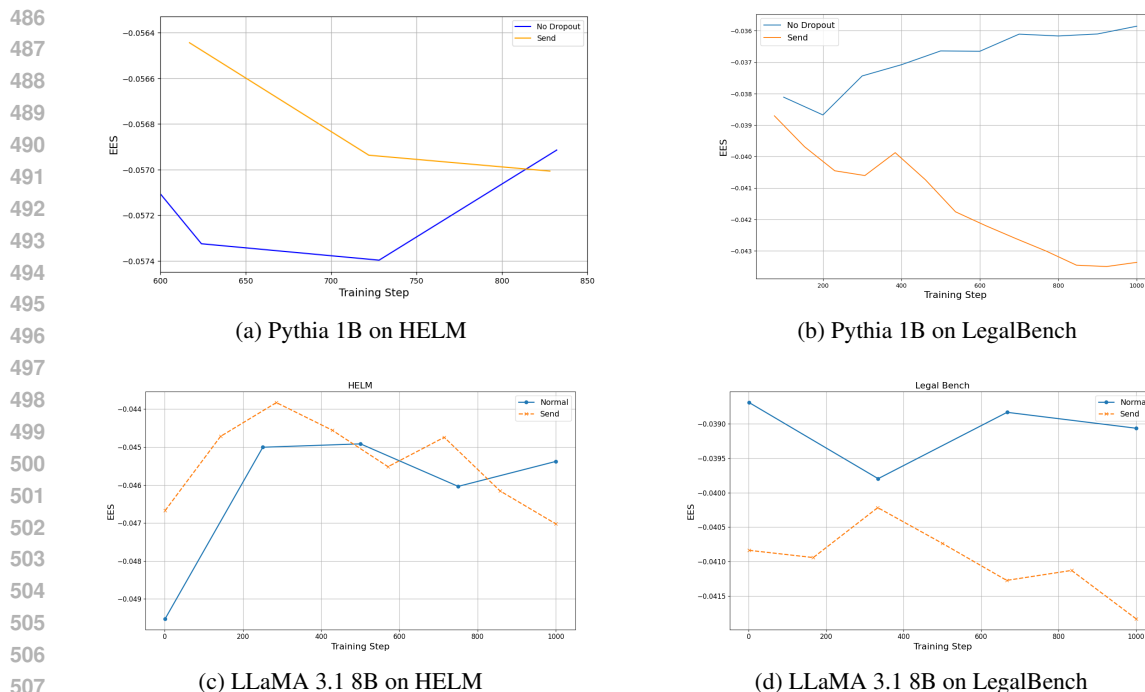 486
487
488
489
490
491
492
493
494
495
496
497
498
499
500
501
502
503
504
505
506
507
No Dropout
Send
−0.0564
−0.0566
−0.0568
−0.0570
−0.0572
−0.0574
EES
600 650 700 750 800 850
Training Step
(a) Pythia 1B on HELM
No Dropout
Send
−0.036
−0.037
−0.038
−0.039
−0.040
−0.041
−0.042
−0.043
EES
200 400 600 800 1000
Training Step
(b) Pythia 1B on LegalBench
HELM
Normal
Send
−0.044
−0.045
−0.046
−0.047
−0.048
−0.049
EES
0 200 400 600 800 1000
Training Step
(c) LLaMA 3.1 8B on HELM
Legal Bench
Normal
Send
−0.0390
−0.0395
−0.0400
−0.0405
−0.0410
−0.0415
EES
0 200 400 600 800 1000
Training Step
(d) LLaMA 3.1 8B on LegalBench